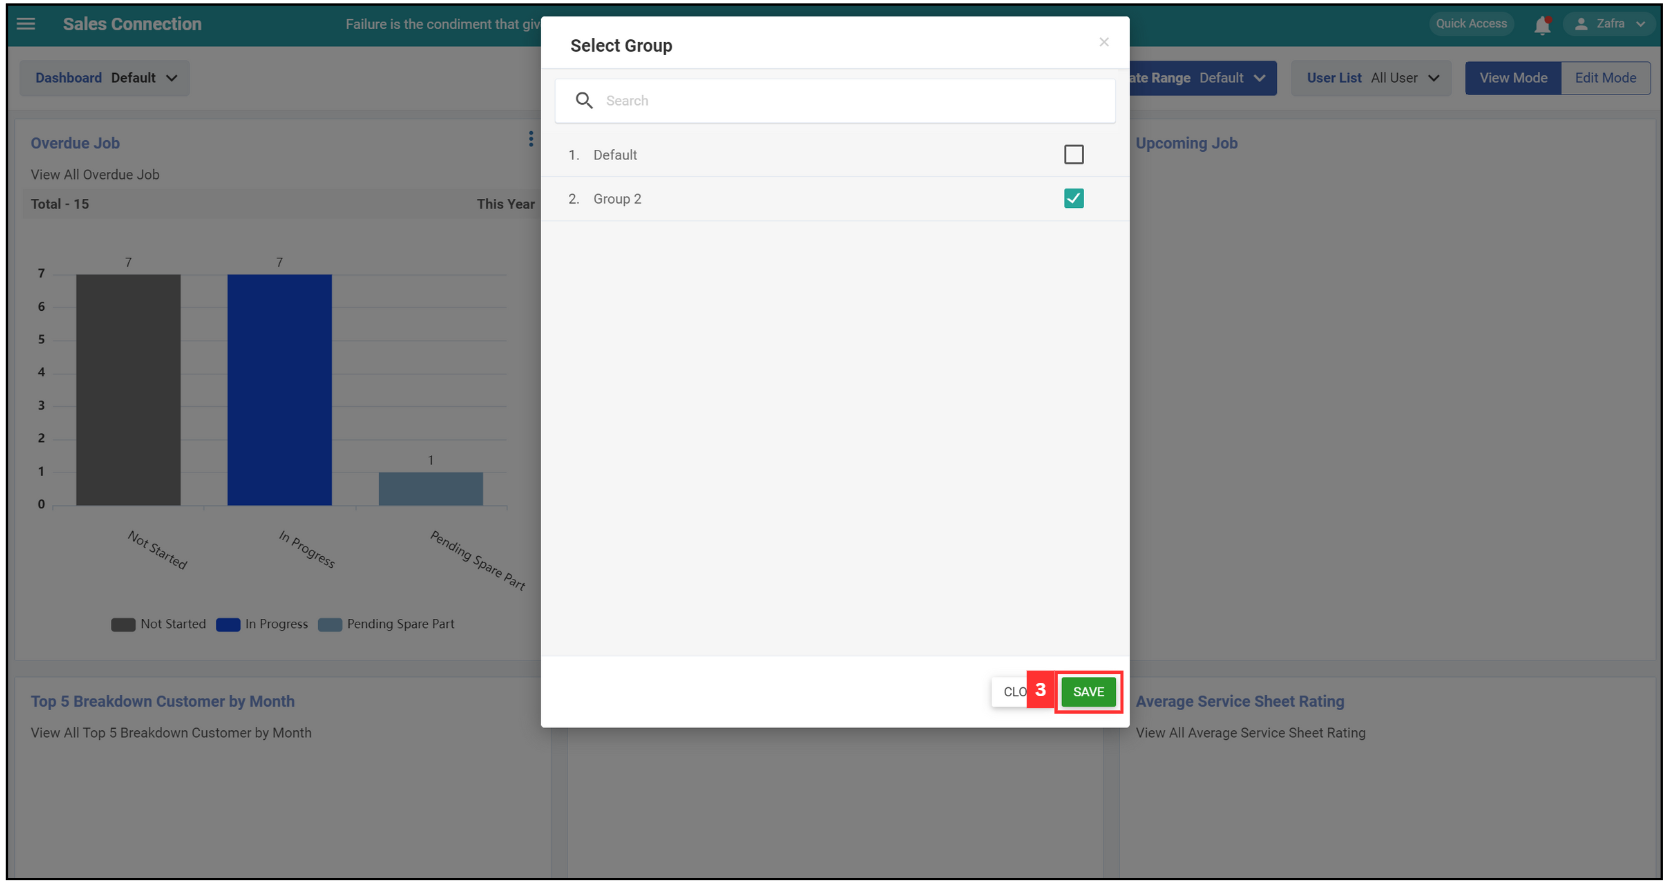 Sales Connection
Failure is the condiment that giv
Quick Access
Zafra
Dashboard Default
ate Range Default
User List All User
View Mode
Edit Mode
Select Group
×
Search
1. Default
2. Group 2
CLO
3
SAVE
Overdue Job
View All Overdue Job
Total - 15
This Year
7
7
1
7
6
5
4
3
2
1
0
Not Started
In Progress
Pending Spare Part
Not Started In Progress Pending Spare Part
Upcoming Job
Top 5 Breakdown Customer by Month
View All Top 5 Breakdown Customer by Month
Average Service Sheet Rating
View All Average Service Sheet Rating